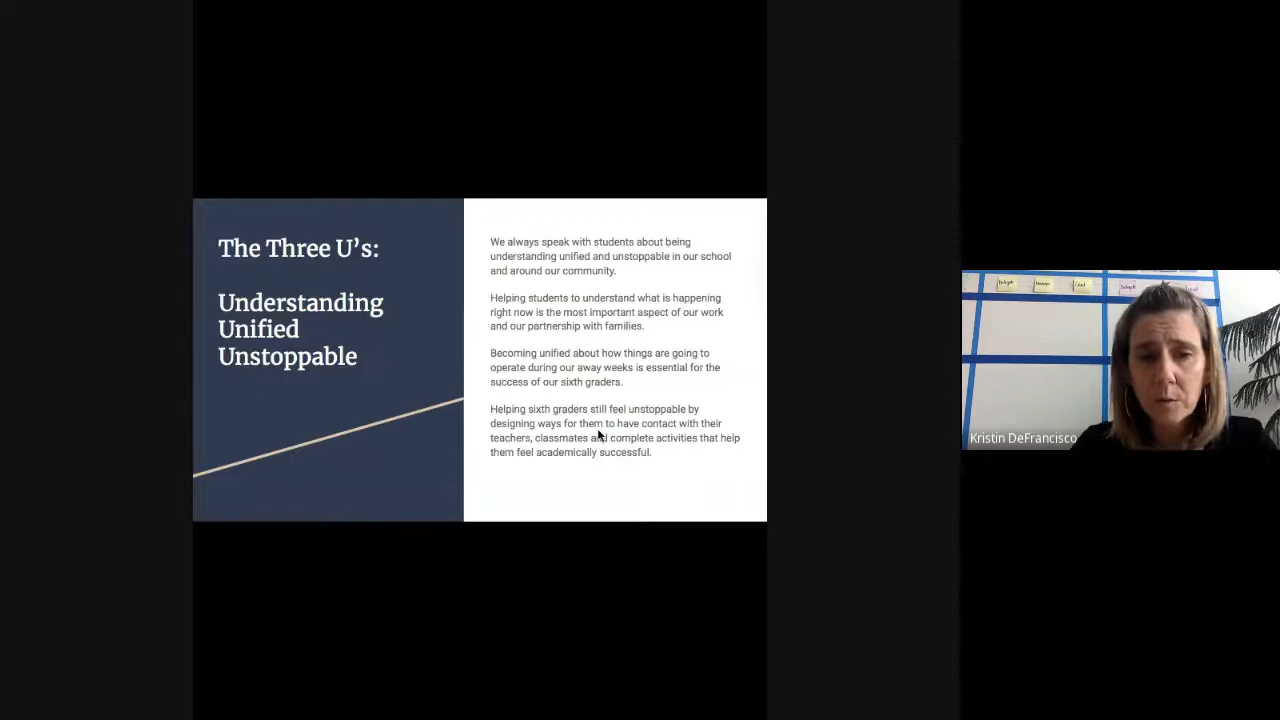 The Three U's:
Understanding
Unified
Unstoppable
We always speak with students about being
understanding unified and unstoppable in our school
and around our community.
Helping students to understand what is happening
right now is the most important aspect of our work
and our partnership with families.
Becoming unified about how things are going to
operate during our away weeks is essential for the
success of our sixth graders.
Helping sixth graders still feel unstoppable by
designing ways for them to have contact with their
teachers, classmates and complete activities that help
them feel academically successful.
Kristin DeFrancisco